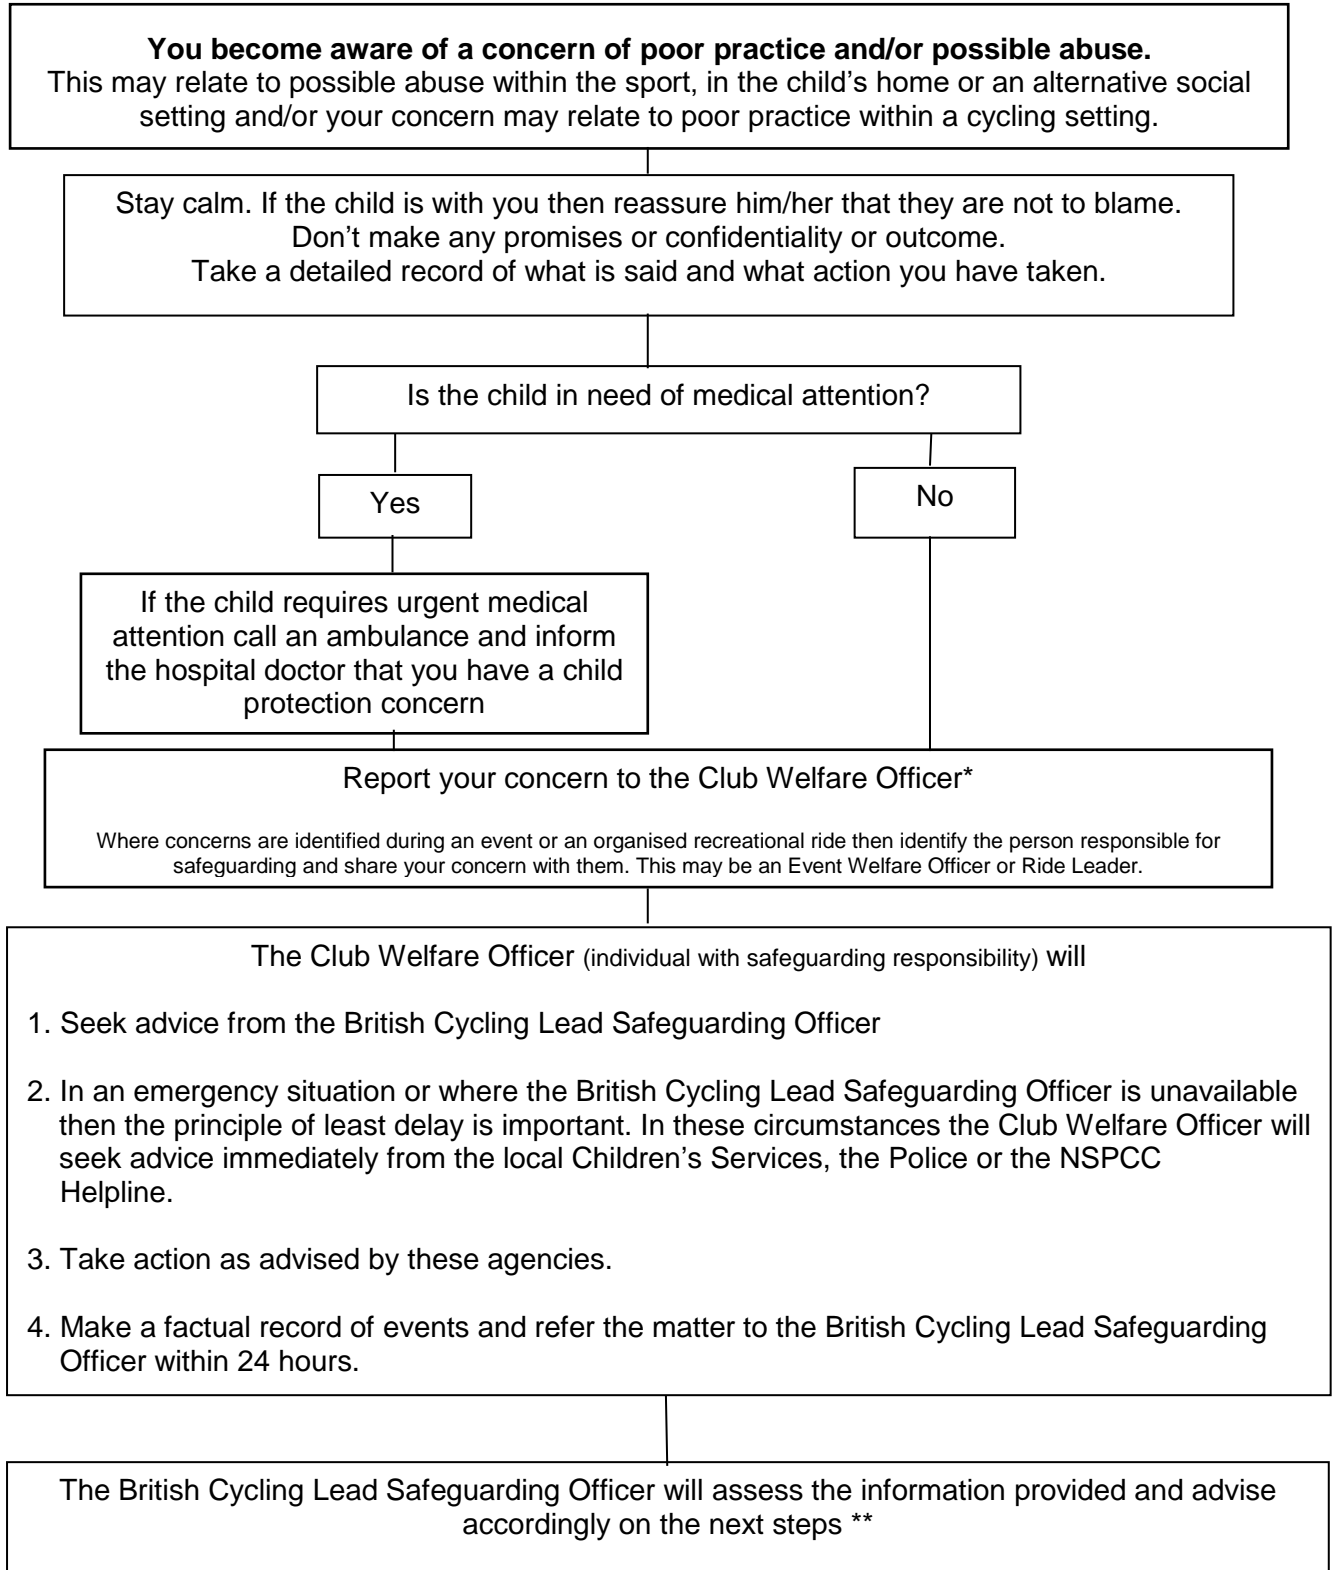 You become aware of a concern of poor practice and/or possible abuse.
This may relate to possible abuse within the sport, in the child's home or an alternative social
setting and/or your concern may relate to poor practice within a cycling setting.
Stay calm. If the child is with you then reassure him/her that they are not to blame.
Don't make any promises or confidentiality or outcome.
Take a detailed record of what is said and what action you have taken.
Is the child in need of medical attention?
Yes
No
If the child requires urgent medical
attention call an ambulance and inform
the hospital doctor that you have a child
protection concern
Report your concern to the Club Welfare Officer*
Where concerns are identified during an event or an organised recreational ride then identify the person responsible for
safeguarding and share your concern with them. This may be an Event Welfare Officer or Ride Leader.
The Club Welfare Officer (individual with safeguarding responsibility) will
1. Seek advice from the British Cycling Lead Safeguarding Officer
2. In an emergency situation or where the British Cycling Lead Safeguarding Officer is unavailable
then the principle of least delay is important. In these circumstances the Club Welfare Officer will
seek advice immediately from the local Children's Services, the Police or the NSPCC
Helpline.
3. Take action as advised by these agencies.
4. Make a factual record of events and refer the matter to the British Cycling Lead Safeguarding
Officer within 24 hours.
The British Cycling Lead Safeguarding Officer will assess the information provided and advise
accordingly on the next steps **